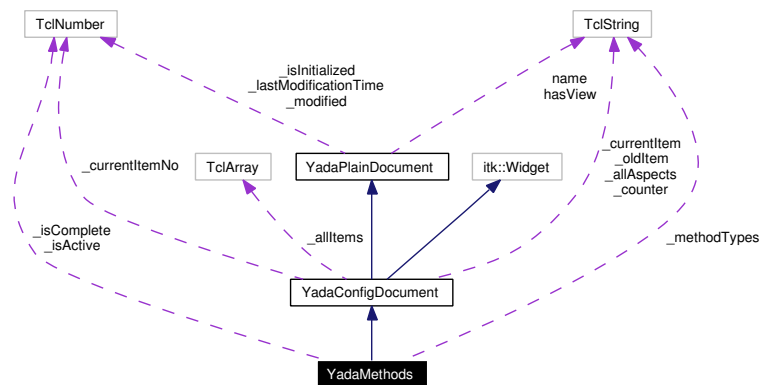 TclNumber
TclString
_isInitialized
_lastModificationTime
_modified
name
hasView
_currentItemNo
TclArray
YadaPlainDocument
itk::Widget
_currentItem
_oldItem
_allAspects
_counter
_isComplete
_isActive
_allItems
_methodTypes
YadaConfigDocument
YadaMethods